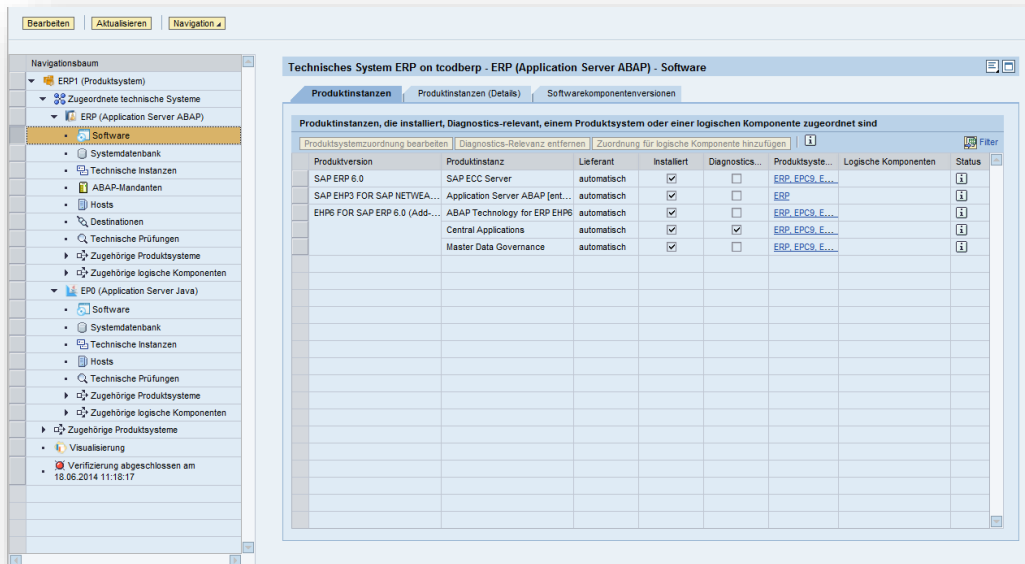 Bearbeiten Aktualisieren Navigation
Navigationsbaum
ERP1 (Produktsystem)
Zugeordnete technische Systeme
ERP (Application Server ABAP)
Software
Systemdatenbank
Technische Instanzen
ABAP-Mandanten
Hosts
Destinationen
Technische Prüfungen
Zugehörige Produktsysteme
Zugehörige logische Komponenten
EP0 (Application Server Java)
Software
Systemdatenbank
Technische Instanzen
Hosts
Technische Prüfungen
Zugehörige Produktsysteme
Zugehörige logische Komponenten
Zugehörige Produktsysteme
Visualisierung
Verifizierung abgeschlossen am
18.06.2014 11:18:17
Technisches System ERP on tcodberp - ERP (Application Server ABAP) - Software
Produktinstanzen Produktinstanzen (Details) Softwarekomponentenversionen
Produktinstanzen, die installiert, Diagnostics-relevant, einem Produktsystem oder einer logischen Komponente zugeordnet sind
Produktsystemzuordnung bearbeiten Diagnostics-Relevanz entfernen Zuordnung für logische Komponente hinzufügen Filter
Produktversion Produktinstanz Lieferant Installiert Diagnostics... Produktsyste... Logische Komponenten Status
SAP ERP 6.0 SAP ECC Server automatisch ERP, EPC9, E...
SAP EHP3 FOR SAP NETWEA... Application Server ABAP [ent... automatisch ERP
EHP6 FOR SAP ERP 6.0 (Add-... ABAP Technology for ERP EHP6 automatisch ERP, EPC9, E...
Central Applications automatisch ERP, EPC9, E...
Master Data Governance automatisch ERP, EPC9, E...